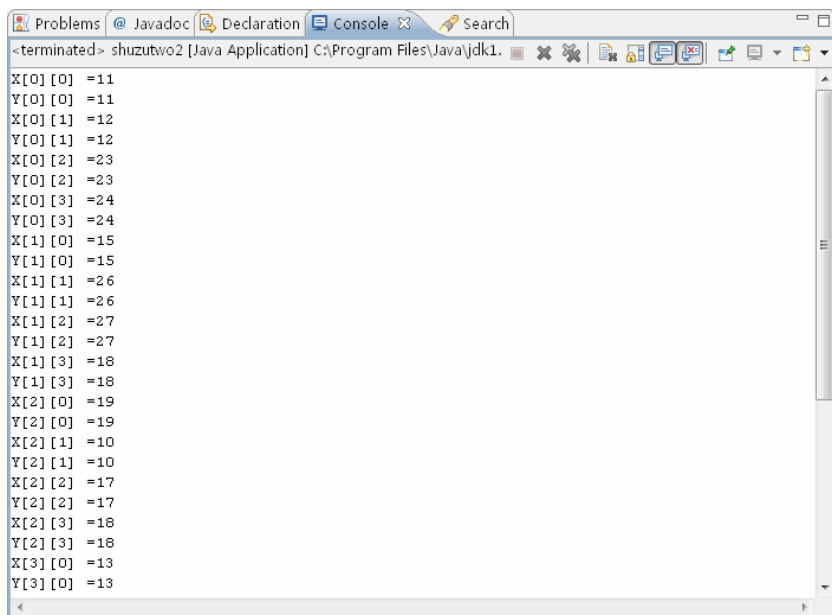 Problems @ Javadoc Declaration Console Search
<terminated> shuzutwo2 [Java Application] C:\Program Files\Java\jdk1.
X[0][0] =11
Y[0][0] =11
X[0][1] =12
Y[0][1] =12
X[0][2] =23
Y[0][2] =23
X[0][3] =24
Y[0][3] =24
X[1][0] =15
Y[1][0] =15
X[1][1] =26
Y[1][1] =26
X[1][2] =27
Y[1][2] =27
X[1][3] =18
Y[1][3] =18
X[2][0] =19
Y[2][0] =19
X[2][1] =10
Y[2][1] =10
X[2][2] =17
Y[2][2] =17
X[2][3] =18
Y[2][3] =18
X[3][0] =13
Y[3][0] =13